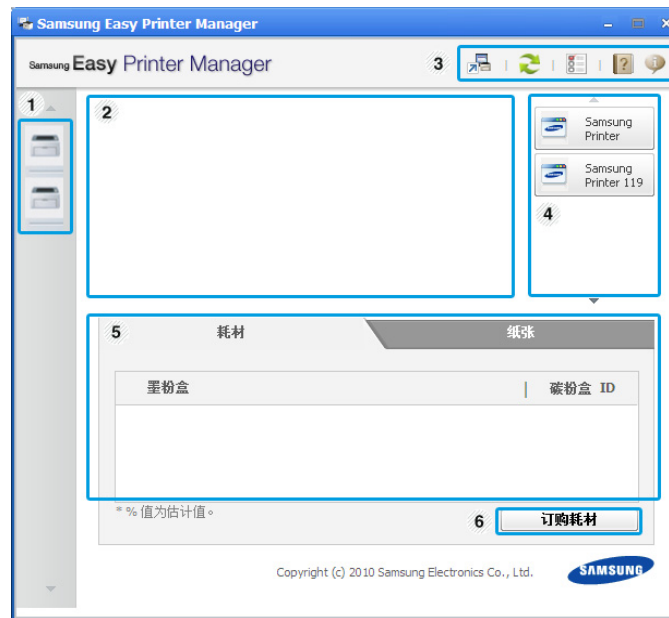 Samsung Easy Printer Manager
Samsung Easy Printer Manager
3
1
2
Samsung
Printer
Samsung
Printer 119
4
5
耗材
纸张
墨粉盒
碳粉盒 ID
* % 值为估计值。
6
订购耗材
Copyright (c) 2010 Samsung Electronics Co., Ltd.
SAMSUNG